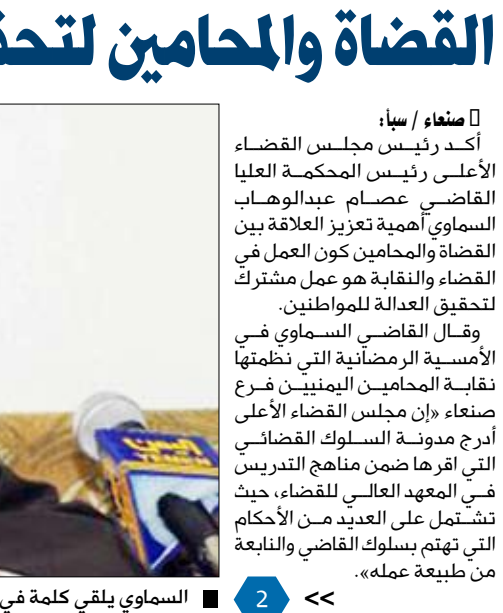 القضاة والمحامين
صنعاء / سبأ:
أكد رئيس مجلس القضاء
الأعلى رئيس المحكمة العليا
القاضي عصام عبدالوهاب
السماوي أهمية تعزيز العلاقة بين
القضاة والمحامين كون العمل في
القضاء والنقابة هو عمل مشترك
لتحقيق العدالة للمواطنين.
وقال القاضي السماوي في
الأمسية الرمضانية التي نظمتها
نقابة المحامين اليمنيين فرع
صنعاء «إن مجلس القضاء الأعلى
أدرج مدونة السلوك القضائي
التي اقرها ضمن مناهج التدريس
في المعهد العالي للقضاء، حيث
تشتمل على العديد من الأحكام
التي تهتم بسلوك القاضي والنابعة
من طبيعة عمله».
>> 2
■ السماوي يلقي كلمة في
اليمن
YEMEN